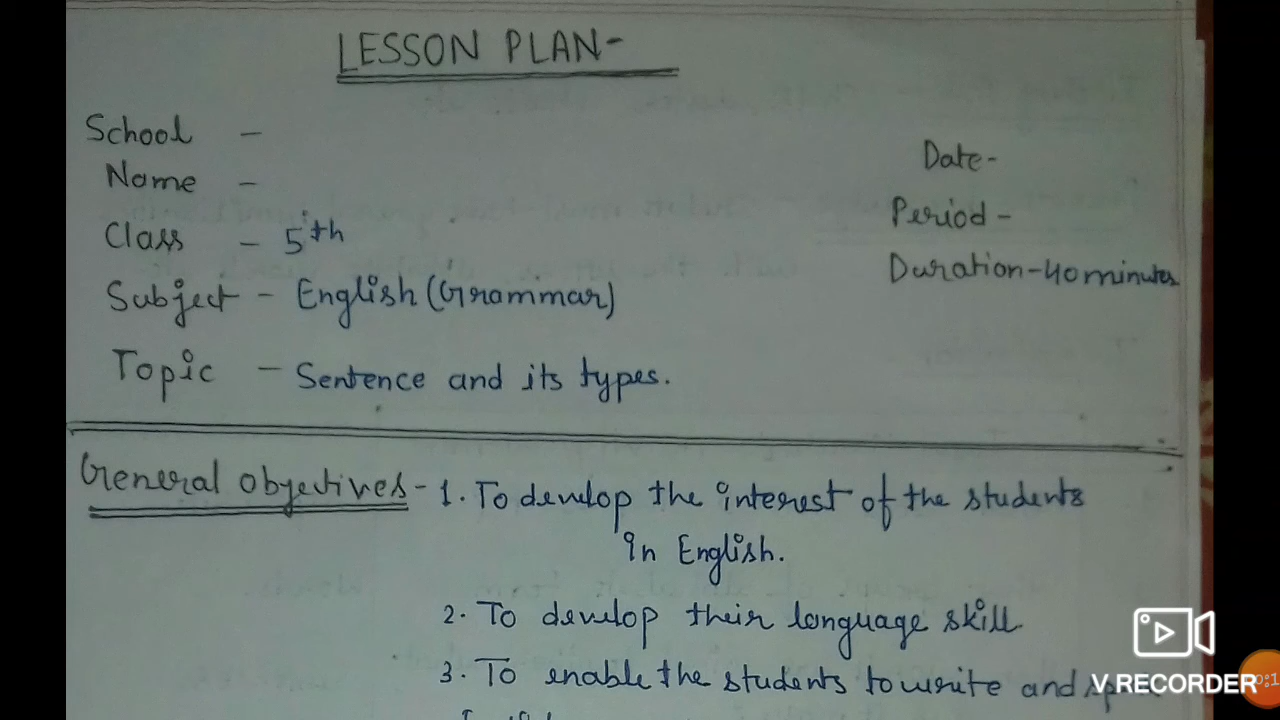 LESSON PLAN-
School -
Name -
Date-
Class - 5th
Period -
Subject - English (Grammar)
Duration-40 minutes
Topic - Sentence and its types.
General Objectives- 1. To develop the interest of the students
in English.
2. To develop their language skill
3. To enable the students to write and
V.RECORDER